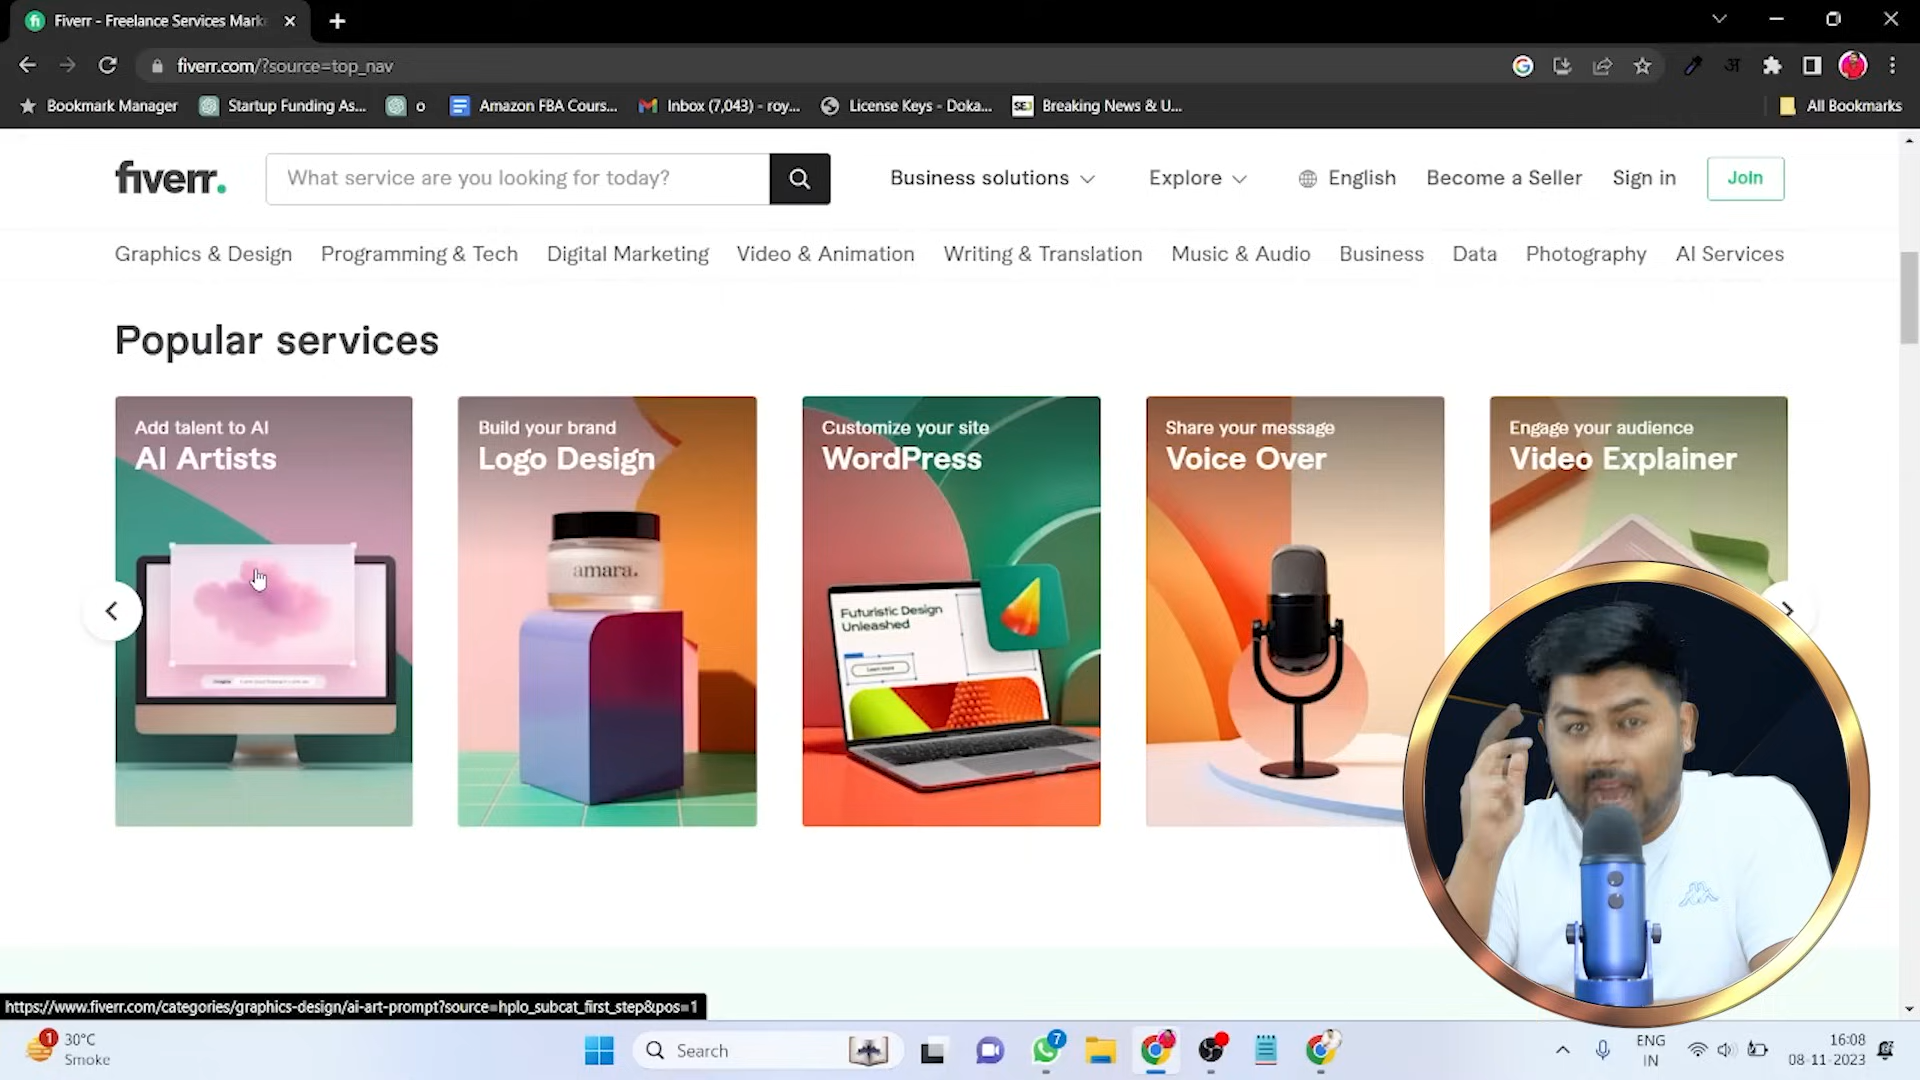 Fiverr - Freelance Services Mark
fiverr.com/?source=top_nav
Bookmark Manager
Startup Funding As...
o
Amazon FBA Cours...
Inbox (7,043) - roy...
License Keys - Doka...
SEJ
Breaking News & U...
All Bookmarks
fiverr.
What service are you looking for today?
Business solutions
Explore
English
Become a Seller
Sign in
Join
Graphics & Design
Programming & Tech
Digital Marketing
Video & Animation
Writing & Translation
Music & Audio
Business
Data
Photography
AI Services
Popular services
Add talent to AI
AI Artists
Build your brand
Logo Design
amara.
Customize your site
WordPress
Futuristic Design
Unleashed
Learn more
Share your message
Voice Over
Engage your audience
Video Explainer
https://www.fiverr.com/categories/graphics-design/ai-art-prompt?source=hplo_subcat_first_step&pos=1
1
30°C
Smoke
Search
7
ENG
IN
16:08
08-11-2023